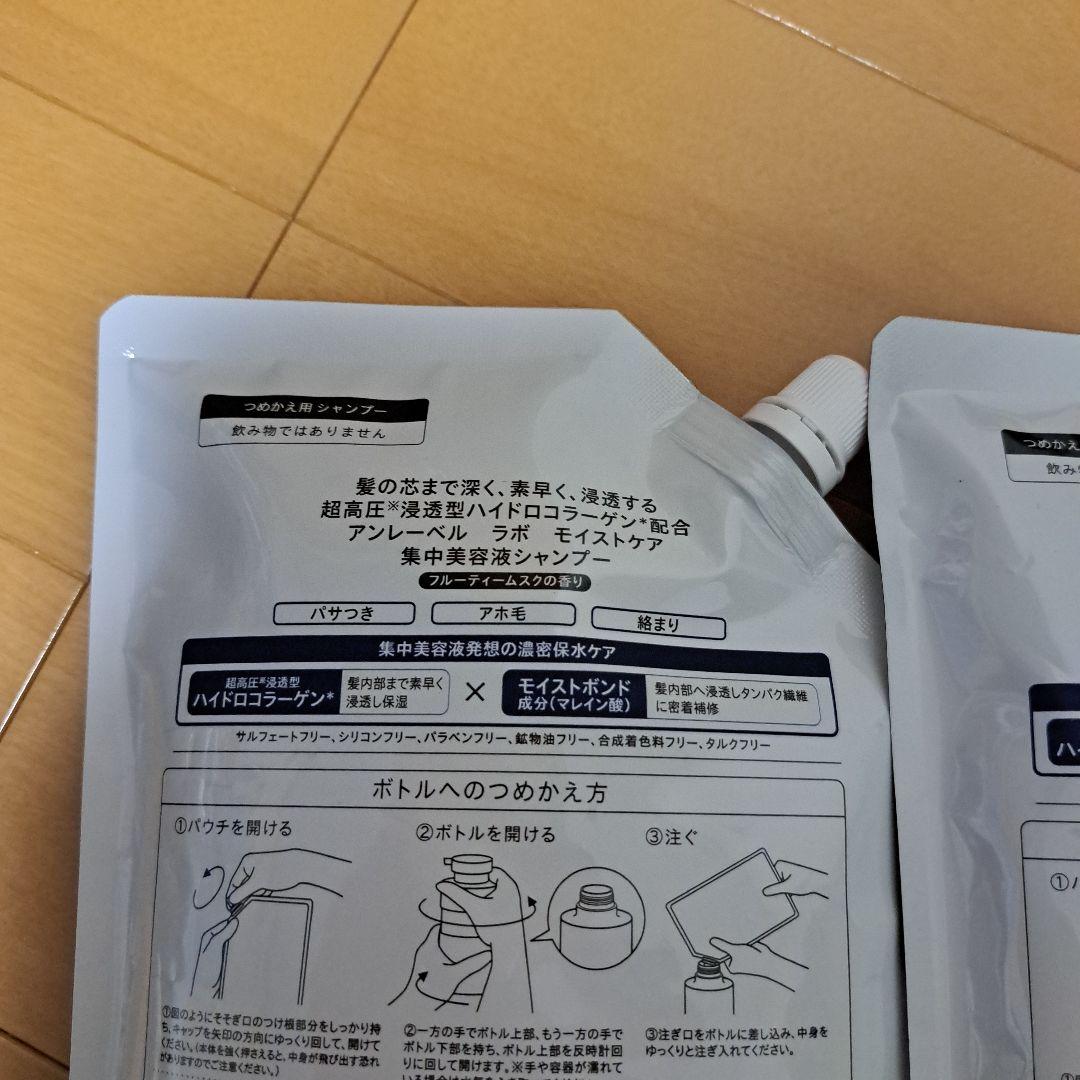 つめかえ用 シャンプー
飲み物ではありません
髪の芯まで深く、素早く、浸透する
超高圧※浸透型ハイドロコラーゲン*配合
アンレーベル ラボ モイストケア
集中美容液シャンプー
フルーティームスクの香り
パサつき アホ毛 絡まり
集中美容液発想の濃密保水ケア
超高圧※浸透型
ハイドロコラーゲン*
髪内部まで素早く
浸透し保湿
×
モイストボンド
成分(マレイン酸)
髪内部へ浸透しタンパク繊維
に密着補修
サルフェートフリー、シリコンフリー、パラベンフリー、鉱物油フリー、合成着色料フリー、タルクフリー
ボトルへのつめかえ方
①パウチを開ける
②ボトルを開ける
③注ぐ
①図のようにそそぎ口のつけ根部分をしっかり持
ち、キャップを矢印の方向にゆっくり回して、開けて
ください。(本体を強く押さえると、中身が飛び出す恐れ
がありますのでご注意ください。)
②一方の手でボトル上部、もう一方の手で
ボトル下部を持ち、ボトル上部を反時計回
りに回して開けます。※手や容器が濡れて
③注ぎ口をボトルに差し込み、中身を
ゆっくりと注ぎ入れてください。
つめかえ
飲み
ハイ
①パ